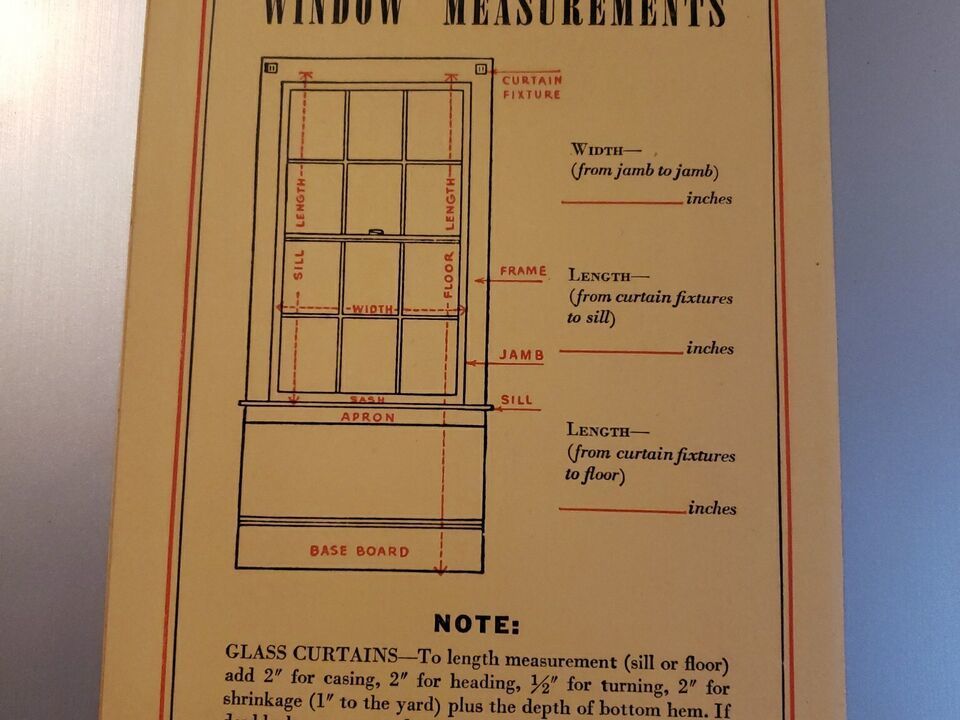 WINDOW MEASUREMENTS
CURTAIN
FIXTURE
WIDTH—
(from jamb to jamb)
inches
SILL LENGTH
FLOOR LENGTH
FRAME
LENGTH—
(from curtain fixtures
to sill)
inches
WIDTH
JAMB
SASH
SILL
APRON
LENGTH—
(from curtain fixtures
to floor)
inches
BASE BOARD
NOTE:
GLASS CURTAINS—To length measurement (sill or floor)
add 2" for casing, 2" for heading, ½" for turning, 2" for
shrinkage (1" to the yard) plus the depth of bottom hem. If